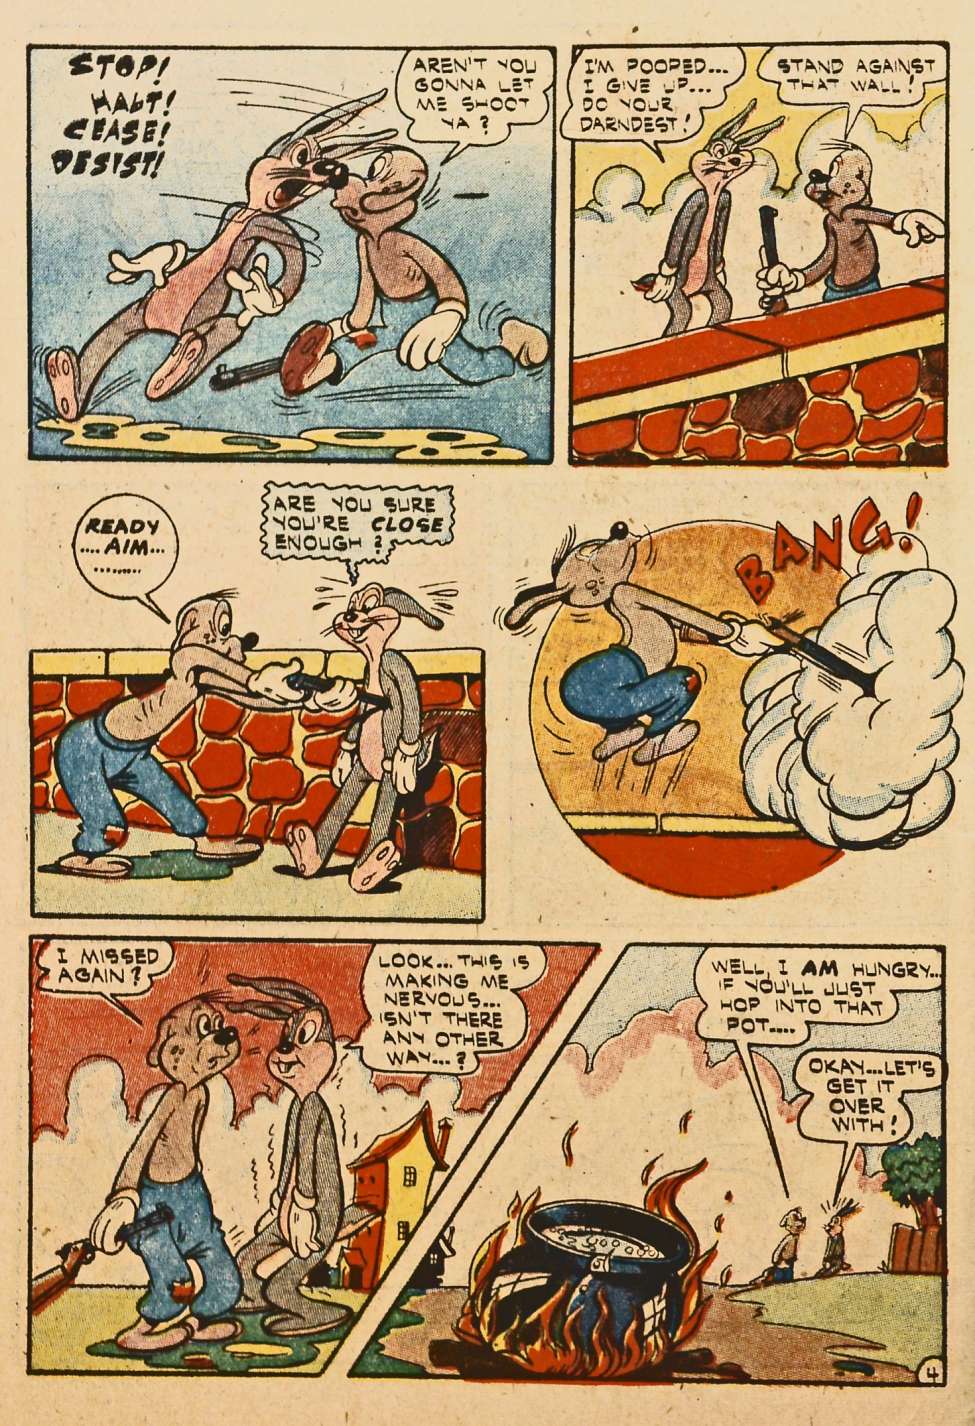 STOP!
HALT!
CEASE!
DESIST!
AREN'T YOU
GONNA LET
ME SHOOT
YA?
I'M POOPED...
I GIVE UP...
DO YOUR
DARNDEST!
STAND AGAINST
THAT WALL!
READY
....AIM...
.........
ARE YOU SURE
YOU'RE CLOSE
ENOUGH?
BANG!
I MISSED
AGAIN?
LOOK...THIS IS
MAKING ME
NERVOUS...
ISN'T THERE
ANY OTHER
WAY...?
WELL, I AM HUNGRY...
IF YOU'LL JUST
HOP INTO THAT
POT....
OKAY...LET'S
GET IT
OVER
WITH!
4